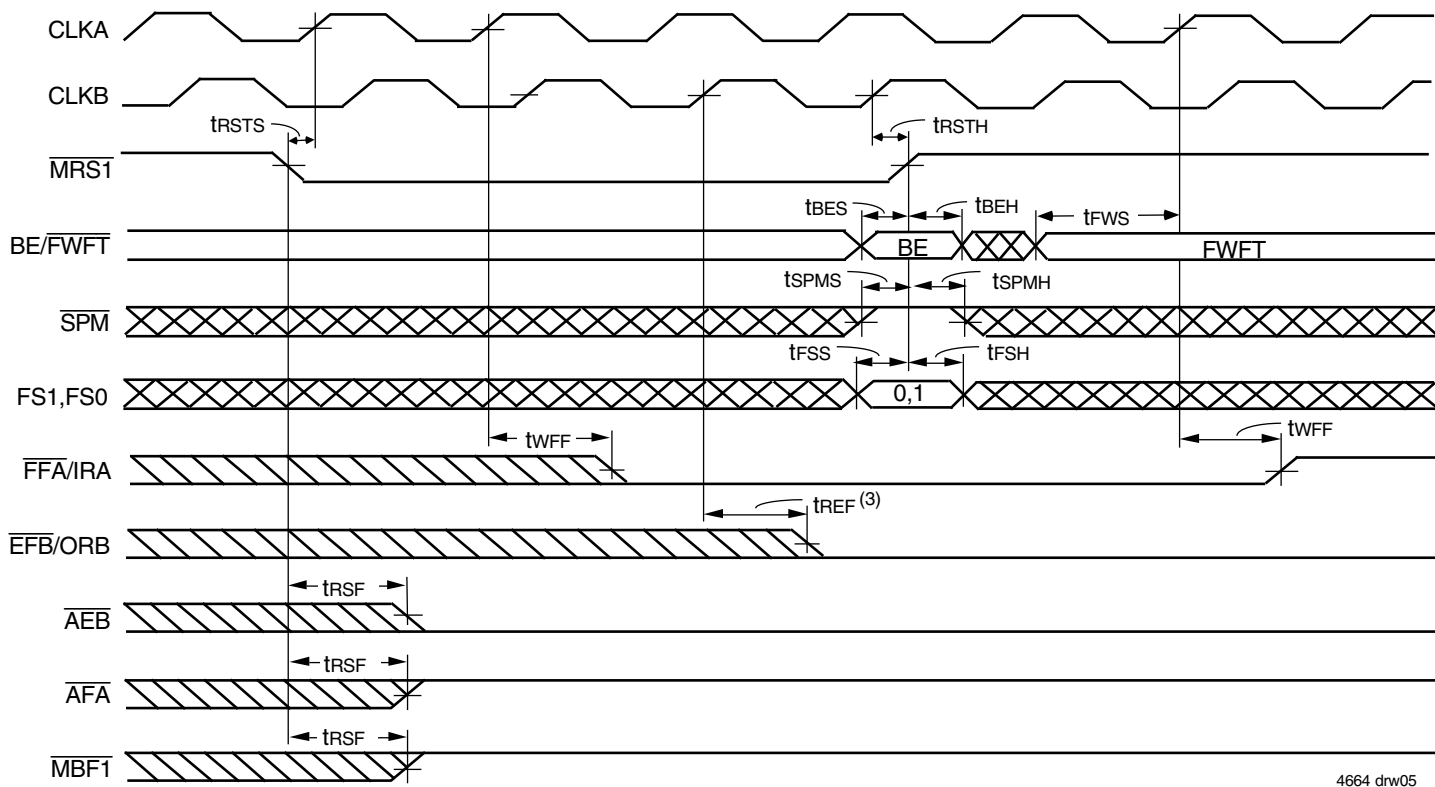 CLKA
CLKB
tRSTS
tRSTH
MRS1
tBES
tBEH
tFWS
BE/FWFT
BE
FWFT
tSPMS
tSPMH
SPM
tFSS
tFSH
FS1,FS0
0,1
tWFF
tWFF
FFA/IRA
tREF (3)
EFB/ORB
tRSF
AEB
tRSF
AFA
tRSF
MBF1
4664 drw05